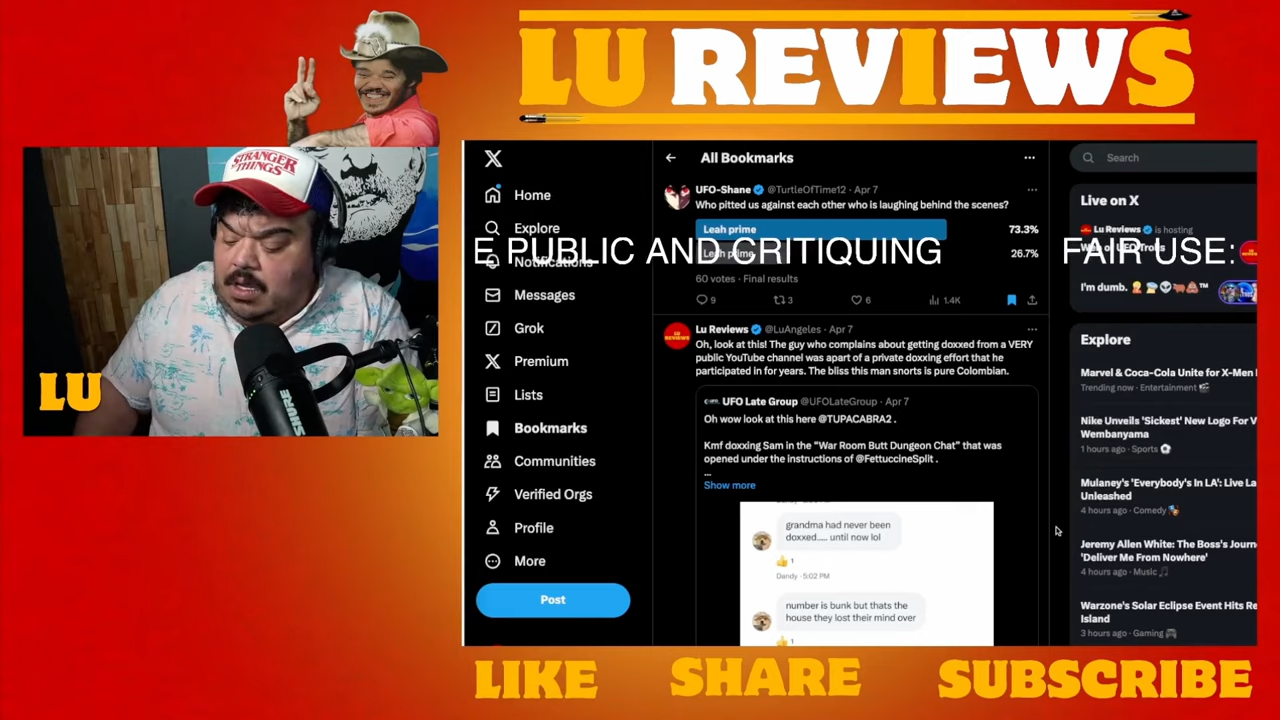 LU REVIEWS
STRANGER
THINGS
LU
SHURE
X
Home
Explore
Notifications
Messages
Grok
Premium
Lists
Bookmarks
Communities
Verified Orgs
Profile
More
Post
All Bookmarks
UFO-Shane @TurtleOfTime12 · Apr 7
Who pitted us against each other who is laughing behind the scenes?
Leah prime 73.3%
Leah prime 26.7%
E PUBLIC AND CRITIQUING FAIR USE:
60 votes · Final results
9 3 6 1.4K
LU REVIEWS
Lu Reviews @LuAngeles · Apr 7
Oh, look at this! The guy who complains about getting doxxed from a VERY
public YouTube channel was apart of a private doxxing effort that he
participated in for years. The bliss this man snorts is pure Colombian.
UFO Late Group @UFOLateGroup · Apr 7
Oh wow look at this here @TUPACABRA2 .
Kmf doxxing Sam in the “War Room Butt Dungeon Chat” that was
opened under the instructions of @FettuccineSplit .
...
Show more
grandma had never been
doxxed..... until now lol
1
Dandy · 5:02 PM
number is bunk but thats the
house they lost their mind over
1
Search
Live on X
Lu Reviews is hosting
I'm dumb. ™
Explore
Marvel & Coca-Cola Unite for X-Men
Trending now · Entertainment
Nike Unveils 'Sickest' New Logo For V
Wembanyama
1 hours ago · Sports
Mulaney's 'Everybody's In LA': Live La
Unleashed
4 hours ago · Comedy
Jeremy Allen White: The Boss's Journ
'Deliver Me From Nowhere'
4 hours ago · Music
Warzone's Solar Eclipse Event Hits Re
Island
3 hours ago · Gaming
LIKE SHARE SUBSCRIBE